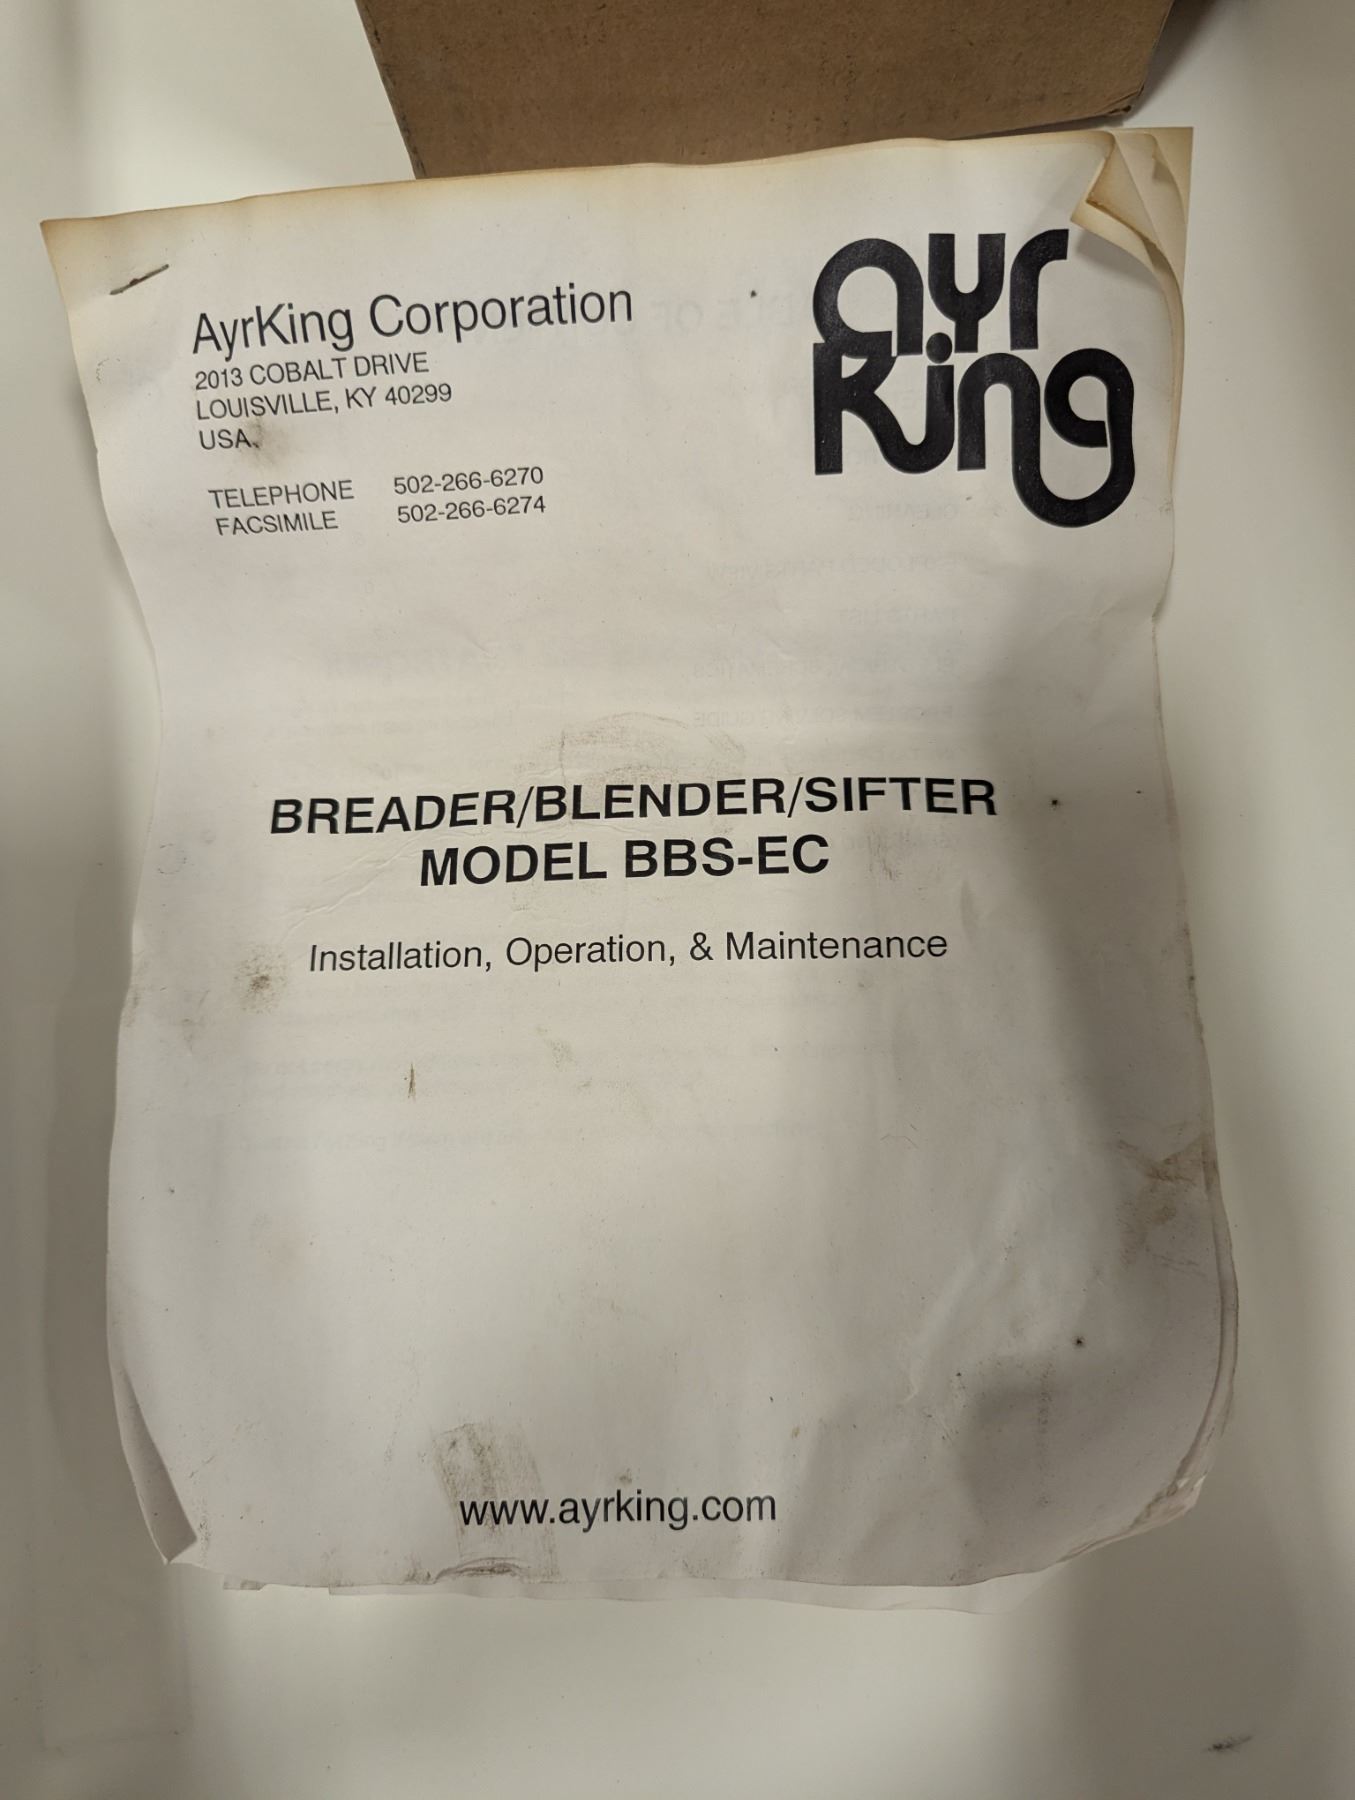 AyrKing Corporation
2013 COBALT DRIVE
LOUISVILLE, KY 40299
USA.
TELEPHONE 502-266-6270
FACSIMILE 502-266-6274
ayr
King
BREADER/BLENDER/SIFTER
MODEL BBS-EC
Installation, Operation, & Maintenance
www.ayrking.com